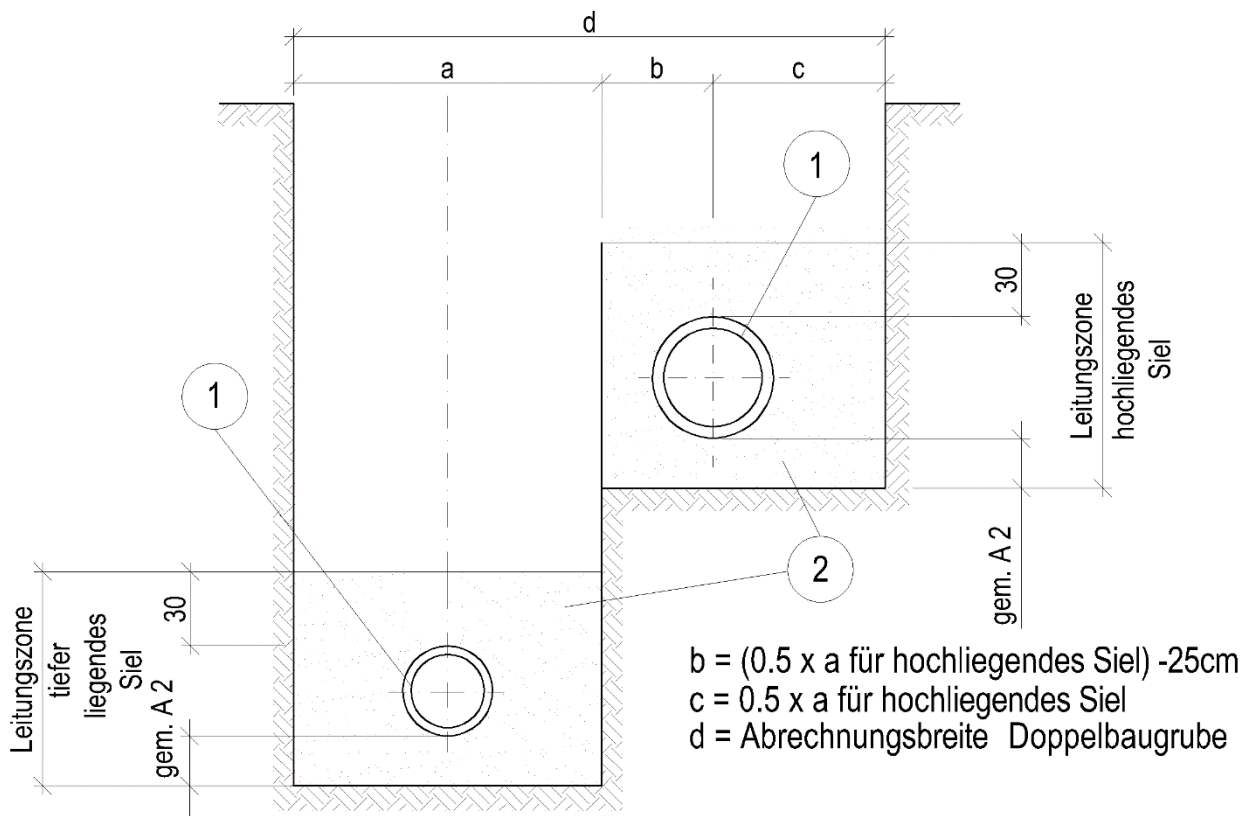 d
a
b
c
1
30
Leitungszone
hochliegendes
Siel
1
gem. A 2
2
30
Leitungszone
tiefer
liegendes
Siel
gem. A 2
b = (0.5 x a für hochliegendes Siel) -25cm
c = 0.5 x a für hochliegendes Siel
d = Abrechnungsbreite Doppelbaugrube